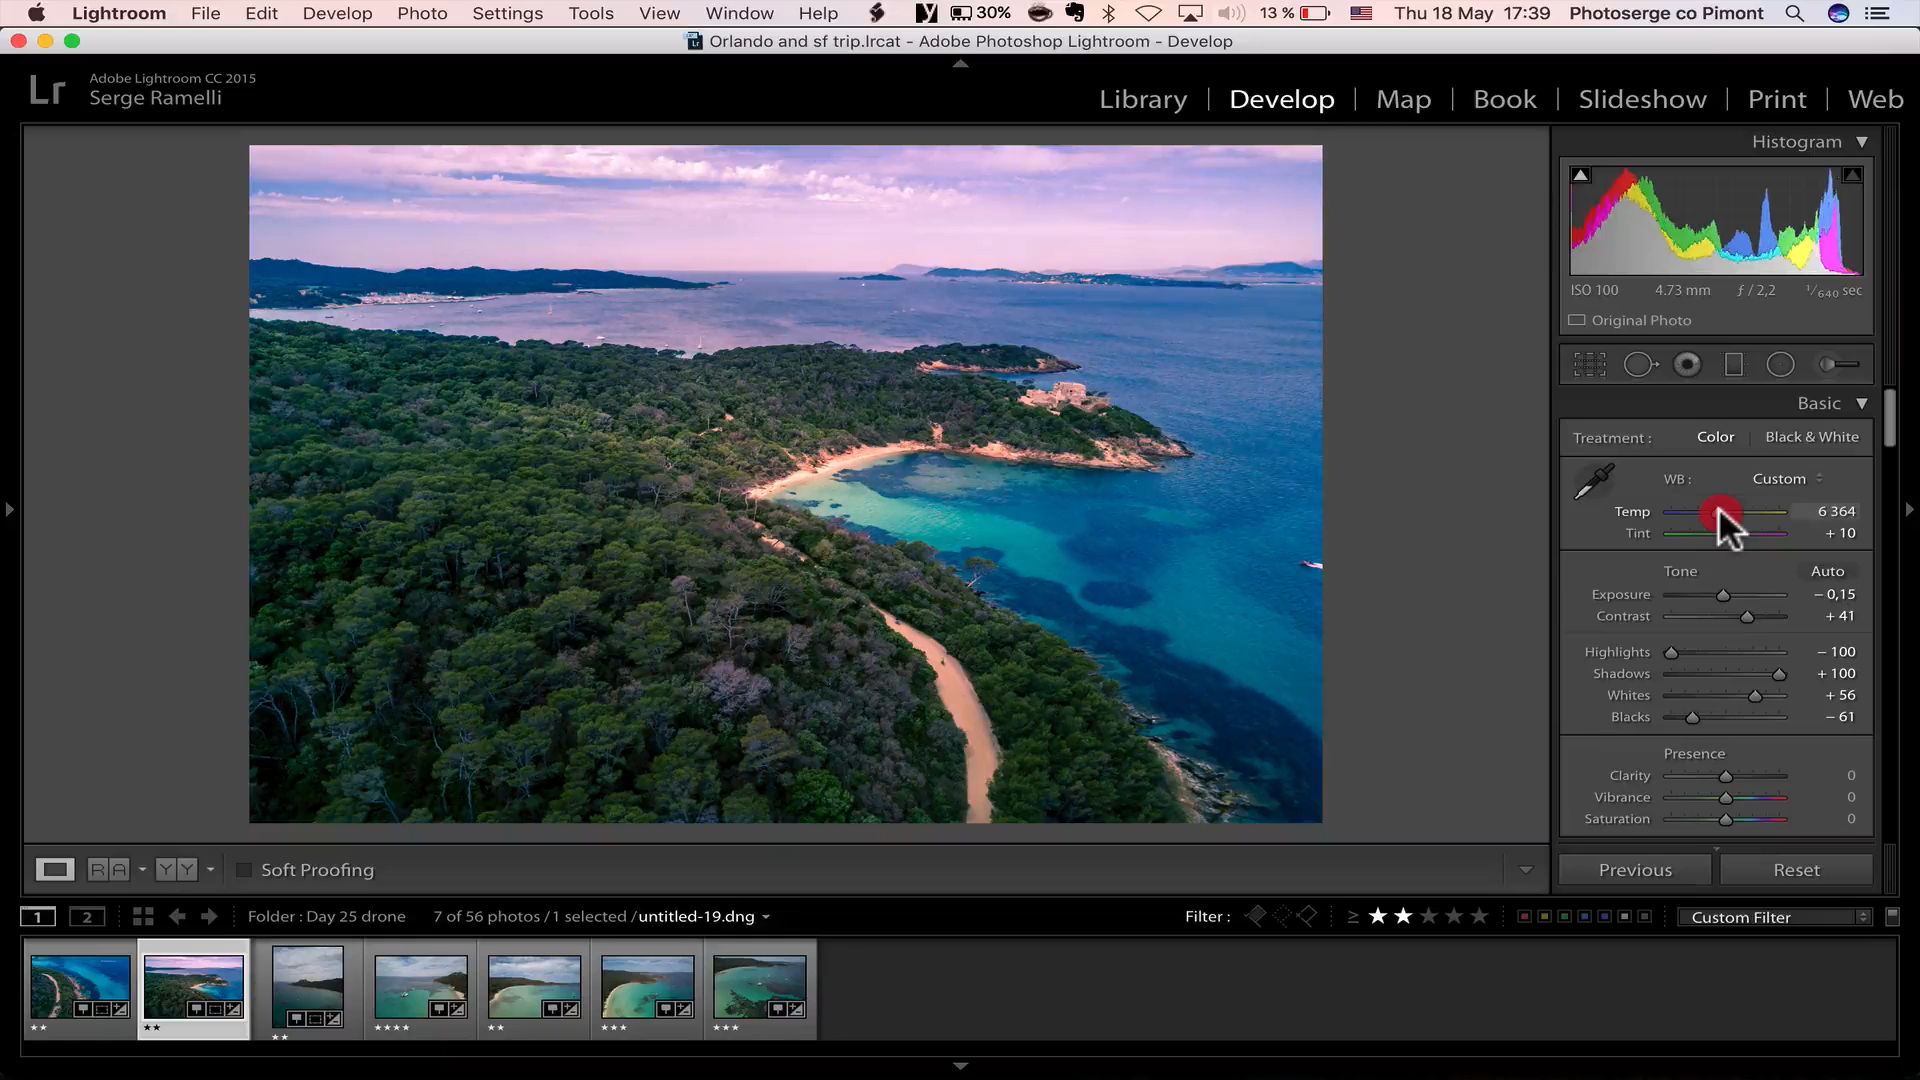 Lightroom File Edit Develop Photo Settings Tools View Window Help 30% 13 % Thu 18 May 17:39 Photoserge co Pimont
Orlando and sf trip.lrcat - Adobe Photoshop Lightroom - Develop
Lr Adobe Lightroom CC 2015
Serge Ramelli
Library | Develop | Map | Book | Slideshow | Print | Web
Histogram
ISO 100 4.73 mm ƒ / 2,2 1/640 sec
Original Photo
Basic
Treatment : Color Black & White
WB : Custom
Temp 6 364
Tint + 10
Tone Auto
Exposure − 0,15
Contrast + 41
Highlights − 100
Shadows + 100
Whites + 56
Blacks − 61
Presence
Clarity 0
Vibrance 0
Saturation 0
R A Y Y Soft Proofing
Previous Reset
1 2 Folder : Day 25 drone 7 of 56 photos / 1 selected / untitled-19.dng Filter : ≥ Custom Filter